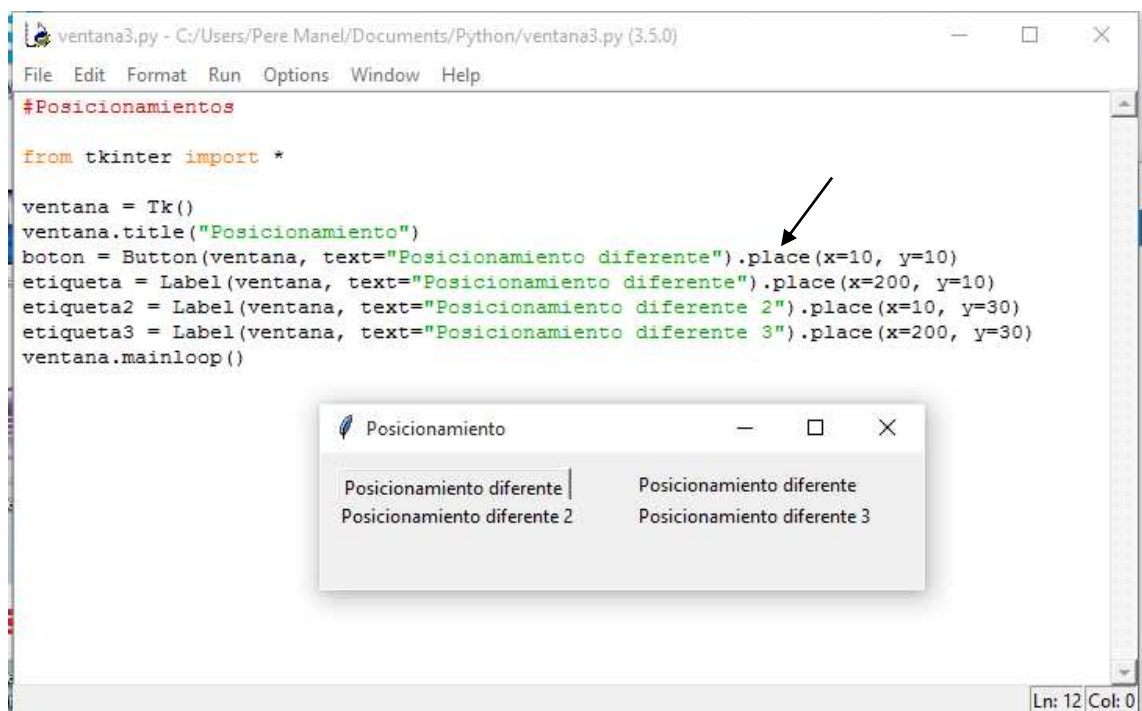 ventana3.py - C:/Users/Pere Manel/Documents/Python/ventana3.py (3.5.0)
File Edit Format Run Options Window Help
#Posicionamientos
from tkinter import *
ventana = Tk()
ventana.title("Posicionamiento")
boton = Button(ventana, text="Posicionamiento diferente").place(x=10, y=10)
etiqueta = Label(ventana, text="Posicionamiento diferente").place(x=200, y=10)
etiqueta2 = Label(ventana, text="Posicionamiento diferente 2").place(x=10, y=30)
etiqueta3 = Label(ventana, text="Posicionamiento diferente 3").place(x=200, y=30)
ventana.mainloop()
Posicionamiento
Posicionamiento diferente Posicionamiento diferente
Posicionamiento diferente 2 Posicionamiento diferente 3
Ln: 12 Col: 0